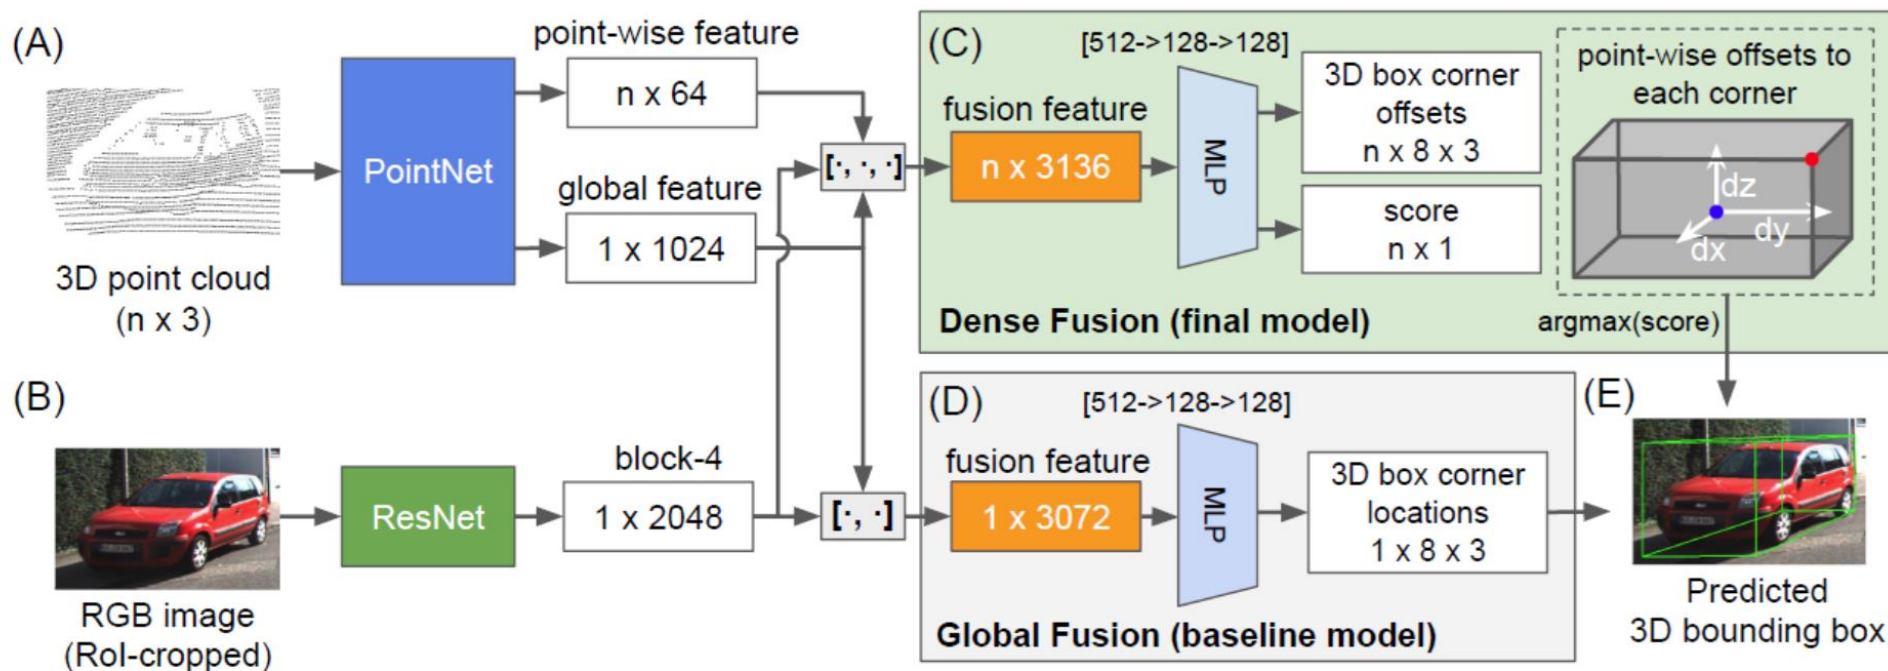 (A)
3D point cloud
(n x 3)
PointNet
point-wise feature
n x 64
global feature
1 x 1024
[·, ·, ·]
(B)
RGB image
(RoI-cropped)
ResNet
block-4
1 x 2048
[·, ·]
(C)
[512->128->128]
fusion feature
n x 3136
MLP
3D box corner
offsets
n x 8 x 3
score
n x 1
point-wise offsets to
each corner
dz
dy
dx
Dense Fusion (final model)
argmax(score)
(D)
[512->128->128]
fusion feature
1 x 3072
MLP
3D box corner
locations
1 x 8 x 3
Global Fusion (baseline model)
(E)
Predicted
3D bounding box